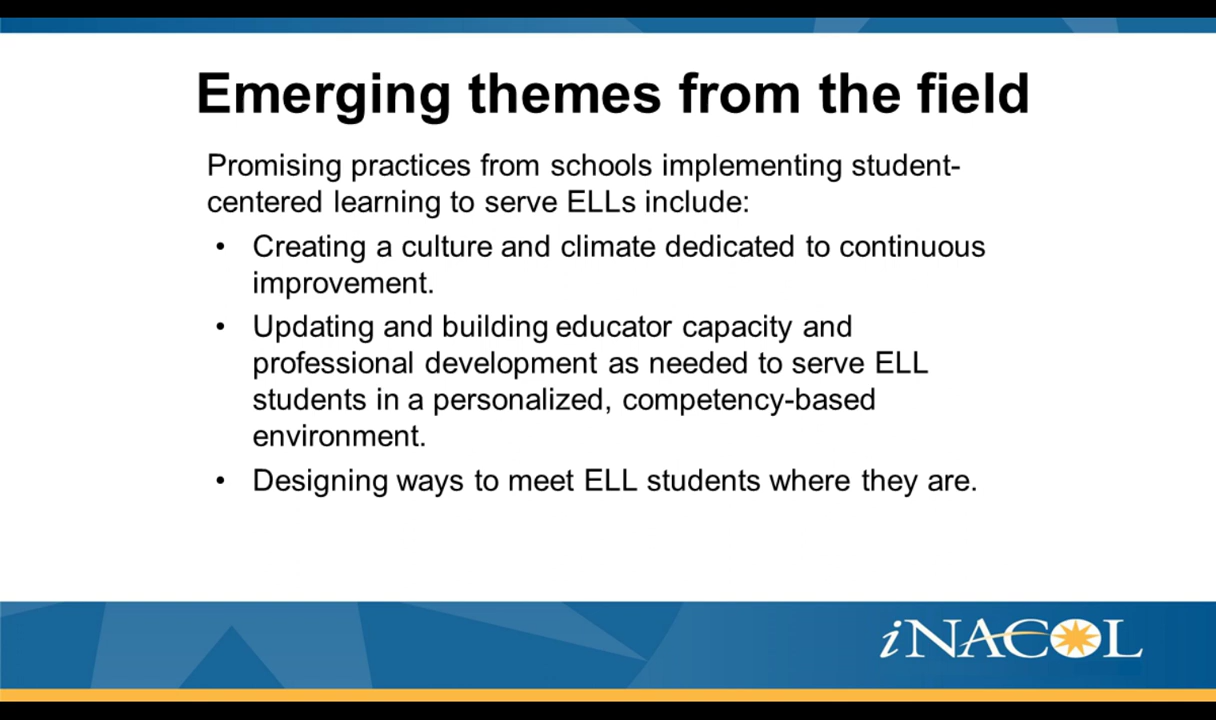 Emerging themes from the field
Promising practices from schools implementing student-
centered learning to serve ELLs include:
• Creating a culture and climate dedicated to continuous
improvement.
• Updating and building educator capacity and
professional development as needed to serve ELL
students in a personalized, competency-based
environment.
• Designing ways to meet ELL students where they are.
iNACOL